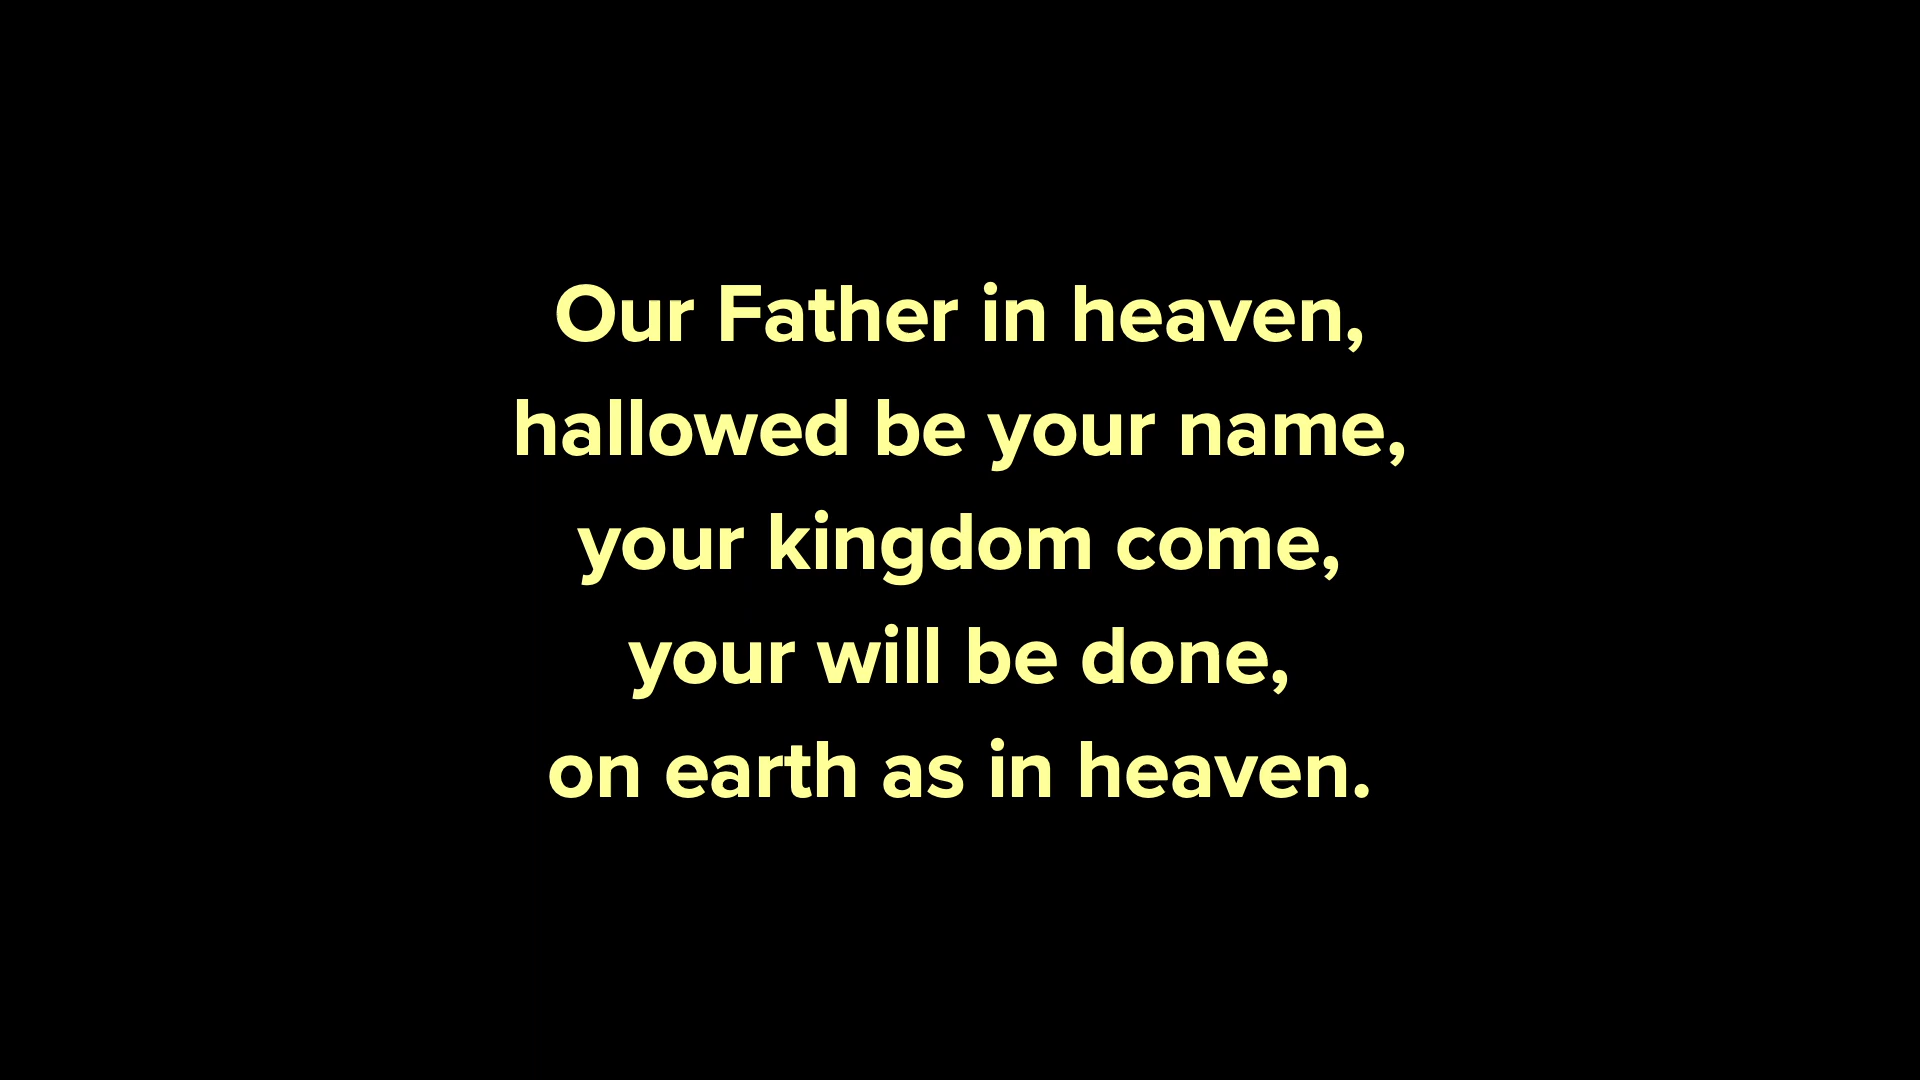 Our Father in heaven,
hallowed be your name,
your kingdom come,
your will be done,
on earth as in heaven.